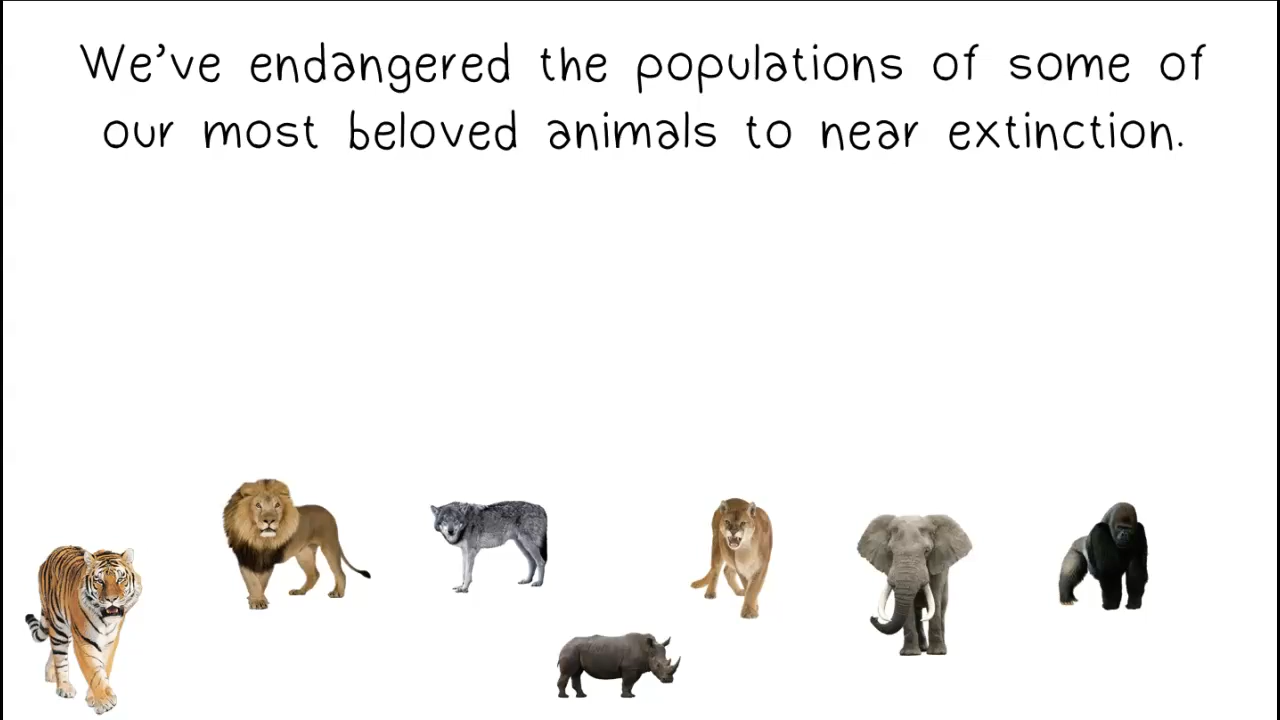 We've endangered the populations of some of
our most beloved animals to near extinction.